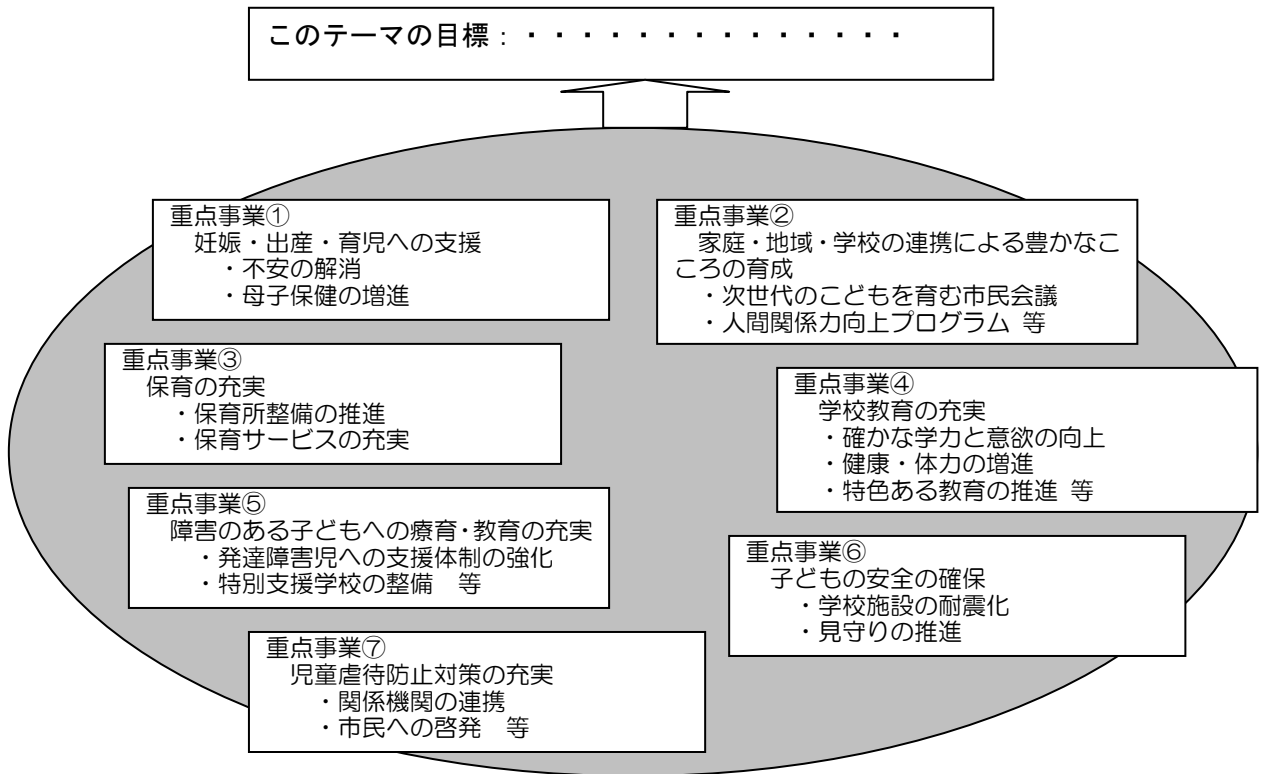 このテーマの目標：・・・・・・・・・・・・・・
重点事業①
妊娠・出産・育児への支援
・不安の解消
・母子保健の増進
重点事業②
家庭・地域・学校の連携による豊かなこ
ころの育成
・次世代のこどもを育む市民会議
・人間関係力向上プログラム 等
重点事業③
保育の充実
・保育所整備の推進
・保育サービスの充実
重点事業④
学校教育の充実
・確かな学力と意欲の向上
・健康・体力の増進
・特色ある教育の推進 等
重点事業⑤
障害のある子どもへの療育・教育の充実
・発達障害児への支援体制の強化
・特別支援学校の整備　等
重点事業⑥
子どもの安全の確保
・学校施設の耐震化
・見守りの推進
重点事業⑦
児童虐待防止対策の充実
・関係機関の連携
・市民への啓発　等